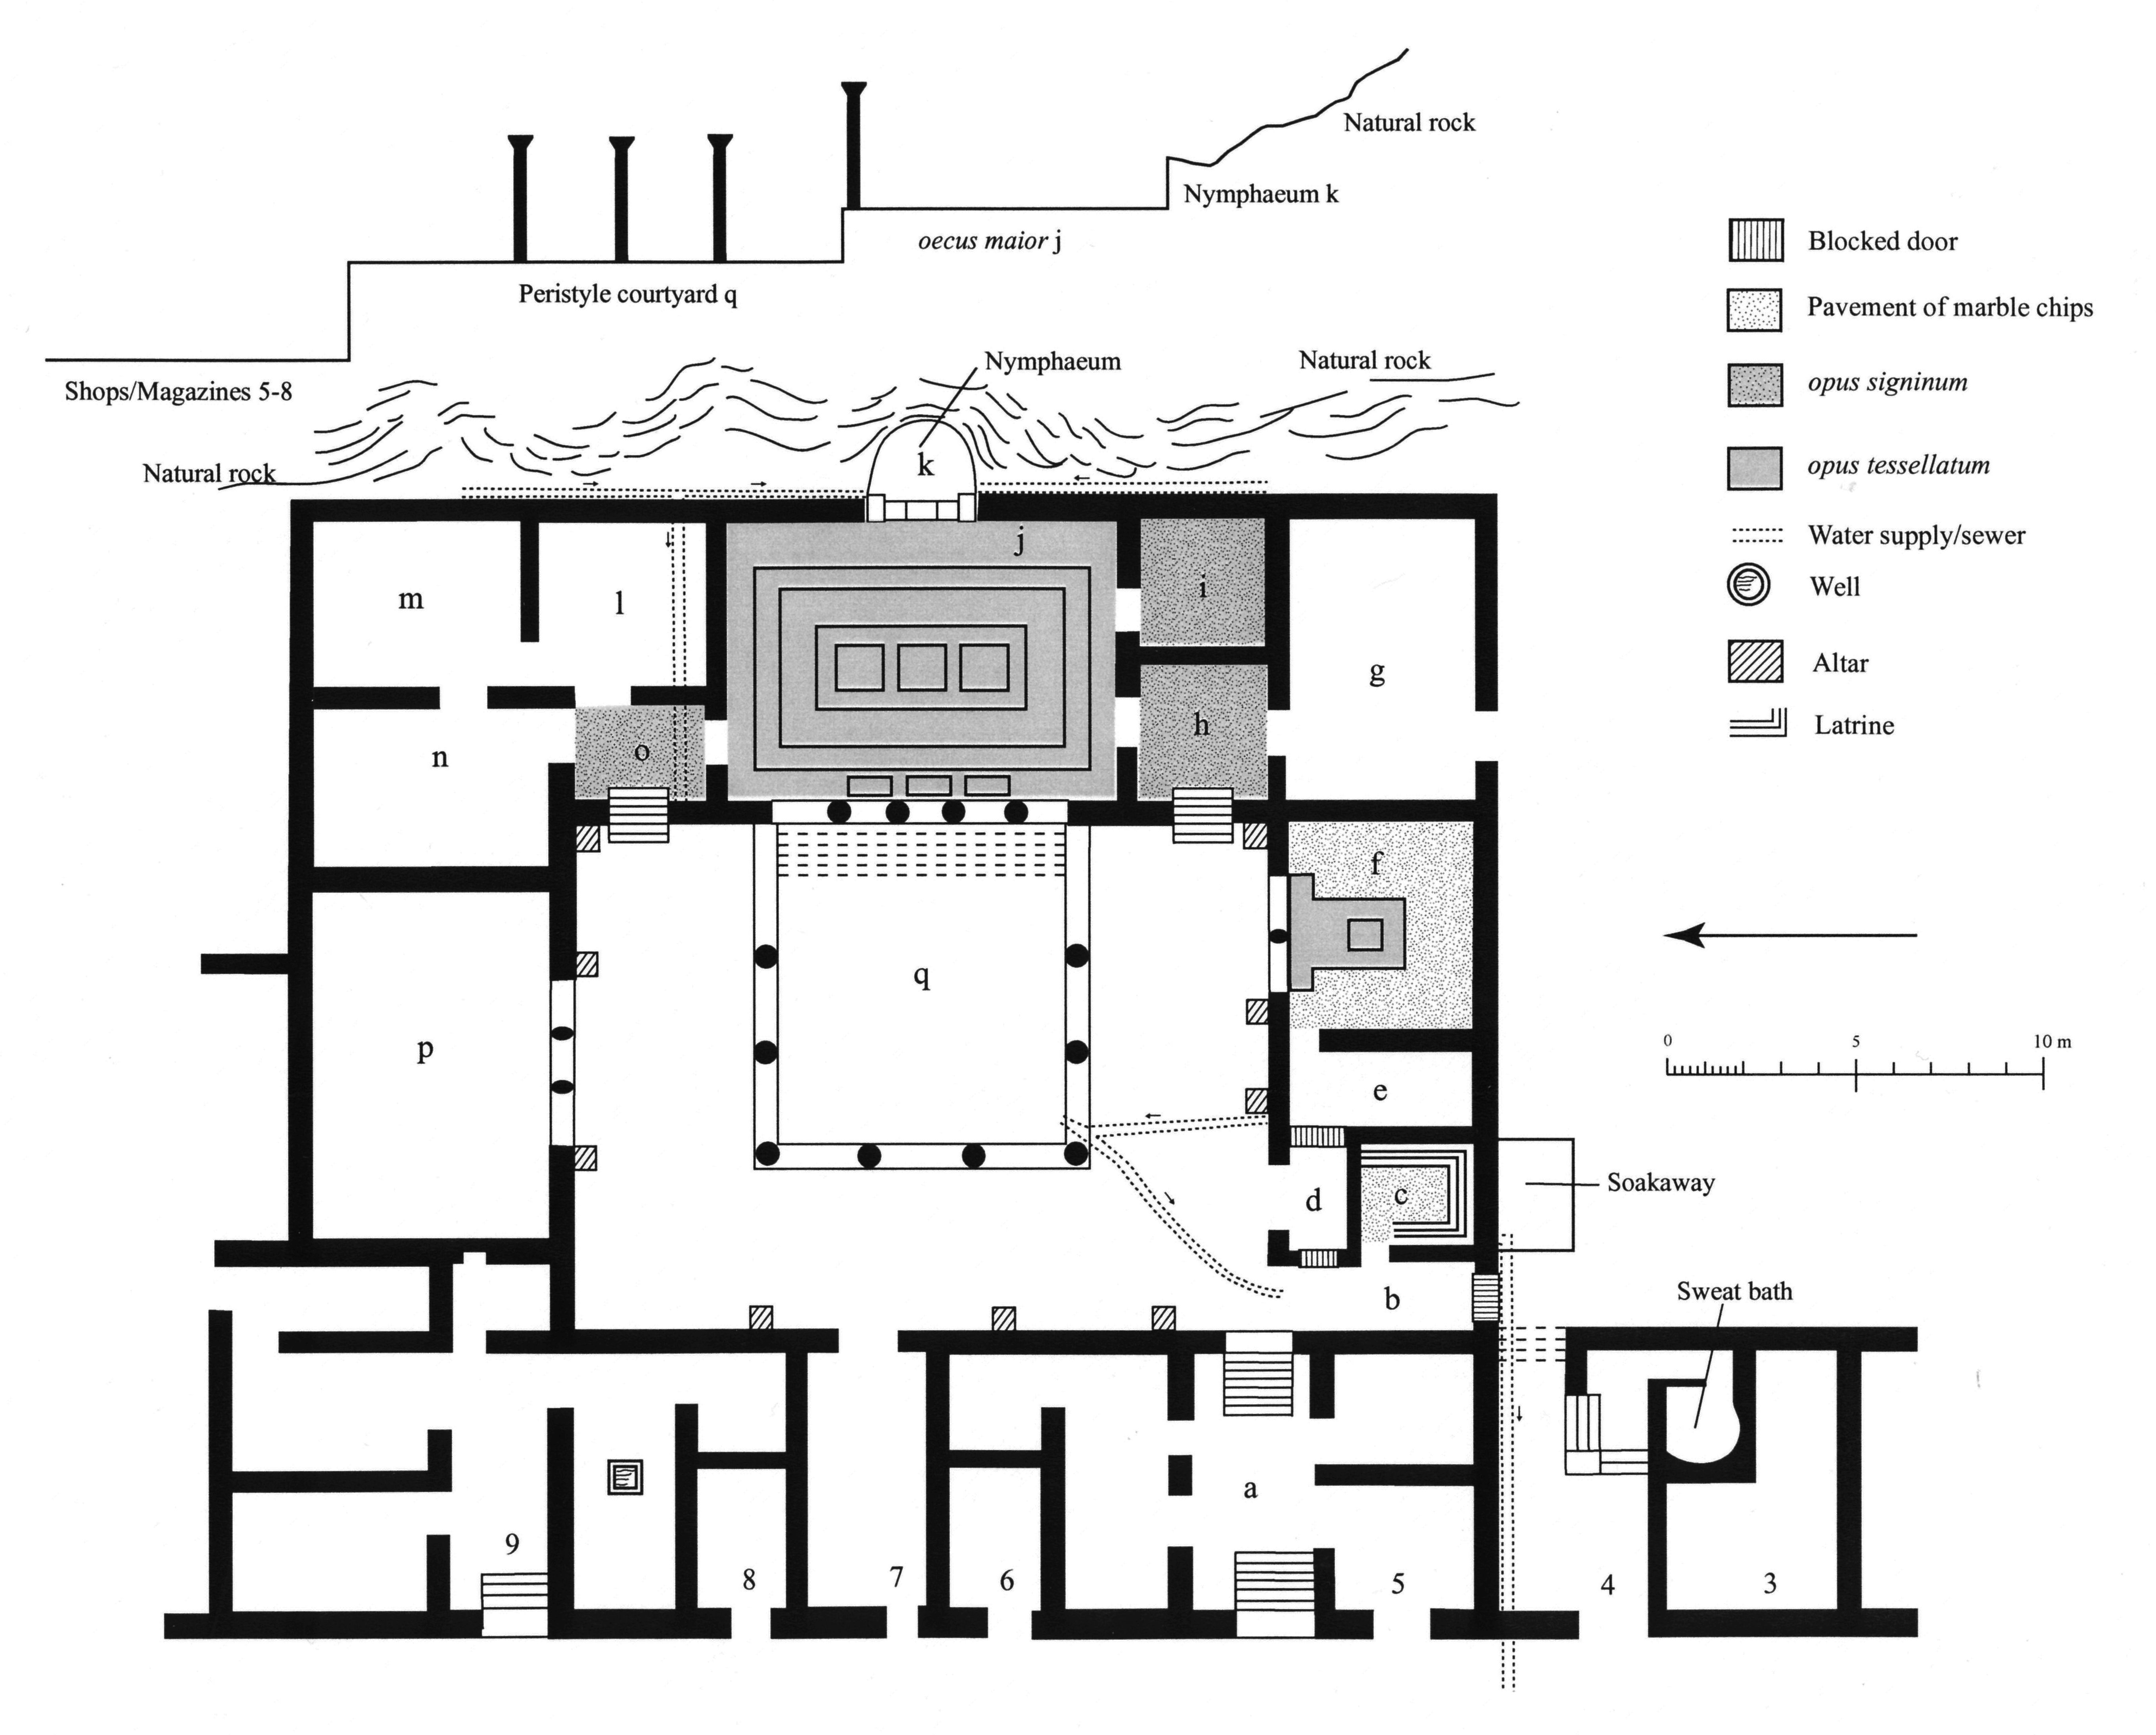 Natural rock
Nymphaeum k
oecus maior j
Peristyle courtyard q
Shops/Magazines 5-8
Nymphaeum
Natural rock
Natural rock
k
j
i
m
l
g
h
o
n
f
q
p
e
d
c
b
a
9
8
7
6
5
4
3
Soakaway
Sweat bath
Blocked door
Pavement of marble chips
opus signinum
opus tessellatum
Water supply/sewer
Well
Altar
Latrine
0 5 10 m